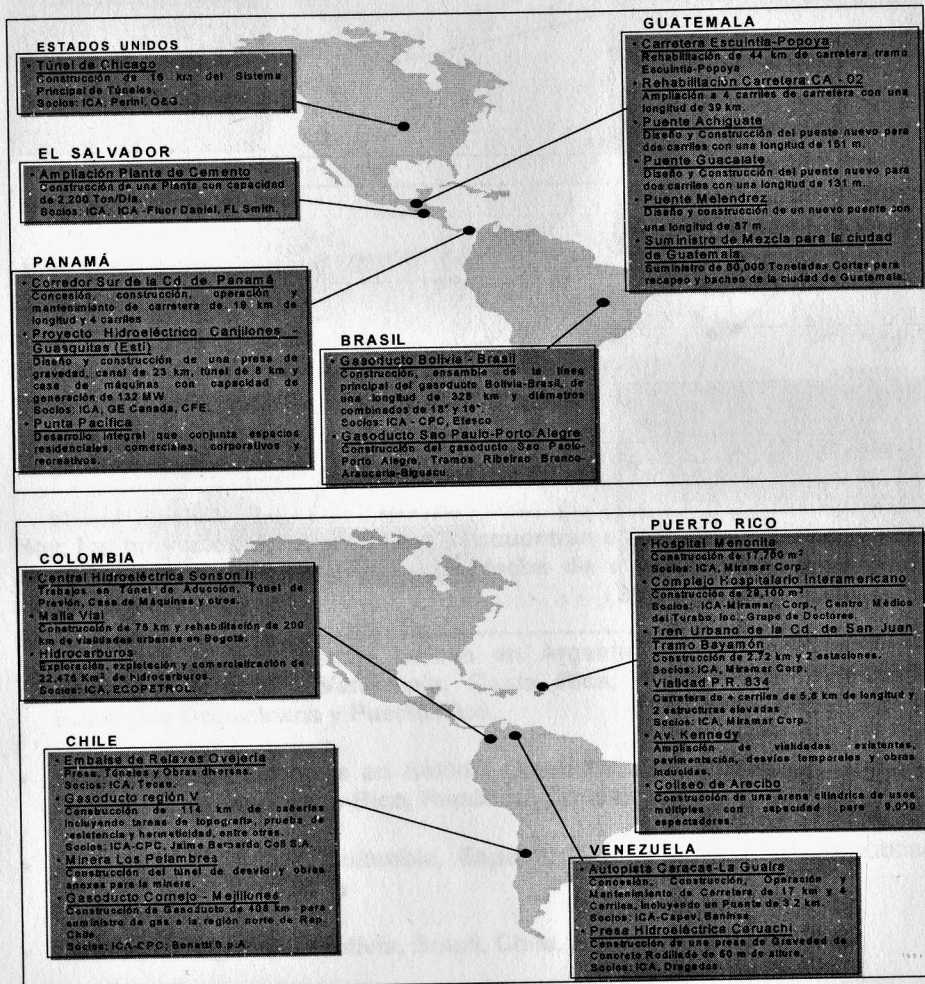 ESTADOS UNIDOS
• Túnel de Chicago
Construcción de 16 km del Sistema
Principal de Túneles.
Socios: ICA, Perini, O&G.
EL SALVADOR
• Ampliación Planta de Cemento
Construcción de una Planta con capacidad
de 2,200 Ton/Día.
Socios: ICA, ICA -Fluor Daniel, FL Smith.
PANAMÁ
• Corredor Sur de la Cd. de Panamá
Concesión, construcción, operación y
mantenimiento de carretera de 19 km de
longitud y 4 carriles
• Proyecto Hidroeléctrico Canjilones -
Guasquitas (Estí)
Diseño y construcción de una presa de
gravedad, canal de 23 km, túnel de 8 km y
casa de máquinas con capacidad de
generación de 132 MW
Socios: ICA, GE Canada, CFE.
• Punta Pacífica
Desarrollo integral que conjunta espacios
residenciales, comerciales, corporativos y
recreativos.
GUATEMALA
• Carretera Escuintla-Popoya
Rehabilitación de 44 km de carretera tramo
Escuintla-Popoya
• Rehabilitación Carretera CA - 02
Ampliación a 4 carriles de carretera con una
longitud de 39 km.
• Puente Achiguate
Diseño y Construcción del puente nuevo para
dos carriles con una longitud de 151 m.
• Puente Guacalate
Diseño y Construcción del puente nuevo para
dos carriles con una longitud de 131 m.
• Puente Melendrez
Diseño y construcción de un nuevo puente con
una longitud de 87 m.
• Suministro de Mezcla para la ciudad
de Guatemala
Suministro de 80,000 Toneladas Cortas para
recapeo y bacheo de la ciudad de Guatemala.
BRASIL
• Gasoducto Bolivia - Brasil
Construcción, ensamble de la línea
principal del gasoducto Bolivia-Brasil, de
una longitud de 328 km y diámetros
combinados de 18" y 16"
Socios: ICA - CPC, Etesco
• Gasoducto Sao Paulo-Porto Alegre
Construcción del gasoducto Sao Paolo-
Porto Alegre, Tramos Ribeirao Branco-
Araucaria-Biguacu.
COLOMBIA
• Central Hidroeléctrica Sonson II
Trabajos en Túnel de Aducción, Túnel de
Presión, Casa de Máquinas y otros.
• Malla Vial
Construcción de 75 km y rehabilitación de 200
km de vialidades urbanas en Bogotá.
• Hidrocarburos
Exploración, explotación y comercialización de
22,476 Km² de hidrocarburos.
Socios: ICA, ECOPETROL.
CHILE
• Embalse de Relaves Ovejería
Presa, Túneles y Obras diversas.
Socios: ICA, Tecsa.
• Gasoducto región V
Construcción 114 km de cañerías
incluyendo tareas de topografía, prueba de
resistencia y hermeticidad, entre otras.
Socios: ICA-CPC, Jaime Bernardo Coll S.A.
• Minera Los Pelambres
Construcción del túnel de desvío y obras
anexas para la minera.
• Gasoducto Cornejo - Mejillones
Construcción de Gasoducto de 408 km para
suministro de gas a la región norte de Rep.
Chile.
Socios: ICA-CPC; Bonatti S.p.A.
PUERTO RICO
• Hospital Menonita
Construcción de 17,700 m²
Socios: ICA, Miramar Corp.
• Complejo Hospitalario Interamericano
Construcción de 29,100 m²
Socios: ICA-Miramar Corp., Centro Médico
del Turabo, Inc., Grupo de Doctores.
• Tren Urbano de la Cd. de San Juan
Tramo Bayamón
Construcción de 2.72 km y 2 estaciones.
Socios: ICA, Miramar Corp.
• Vialidad P.R. 834
Carretera de 4 carriles de 5.8 km de longitud y
2 estructuras elevadas
Socios: ICA, Miramar Corp.
• Av. Kennedy
Ampliación de vialidades existentes,
pavimentación, desvíos temporales y obras
inducidas.
• Coliseo de Arecibo
Construcción de una arena cilíndrica de usos
múltiples con capacidad para
espectadores.
VENEZUELA
• Autopista Caracas-La Guaira
Concesión, Construcción, Operación y
Mantenimiento de Carretera de 17 km y 4
Carriles, incluyendo un Puente de 3.2 km.
Socios: ICA-Capev, Baninsa
• Presa Hidroeléctrica Caruachi
Construcción de una presa de Gravedad de
Concreto Rodillado de 60 m de altura.
Socios: ICA, Dragados.